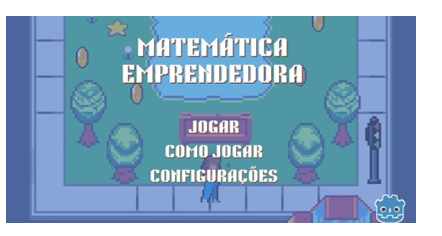 MATEMÁTICA
EMPRENDEDORA
JOGAR
COMO JOGAR
CONFIGURAÇÕES